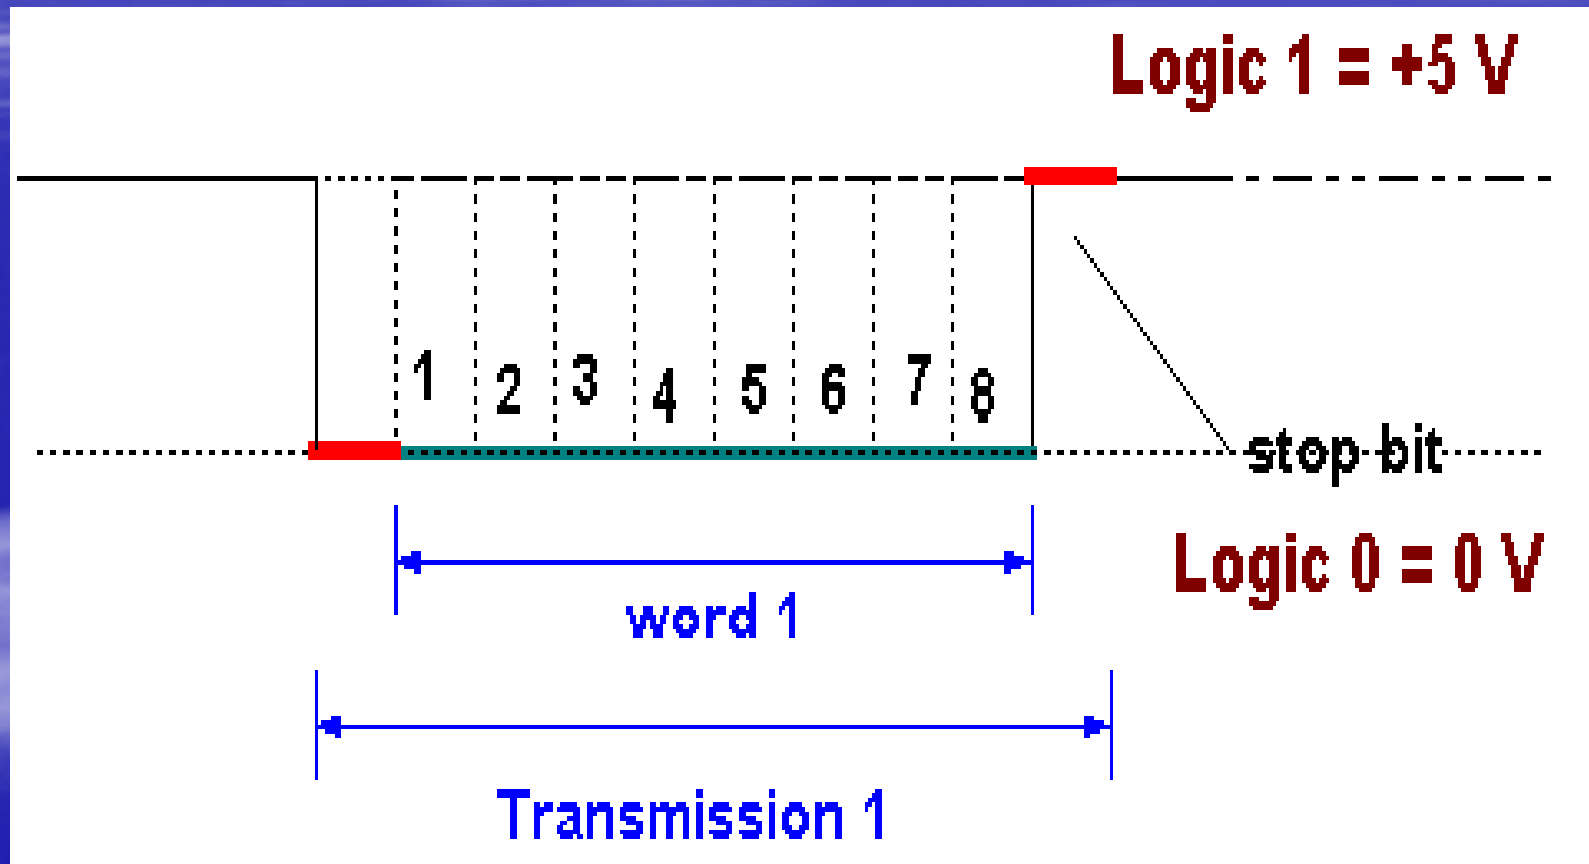 Logic 1 = +5 V
1 2 3 4 5 6 7 8
stop bit
Logic 0 = 0 V
word 1
Transmission 1